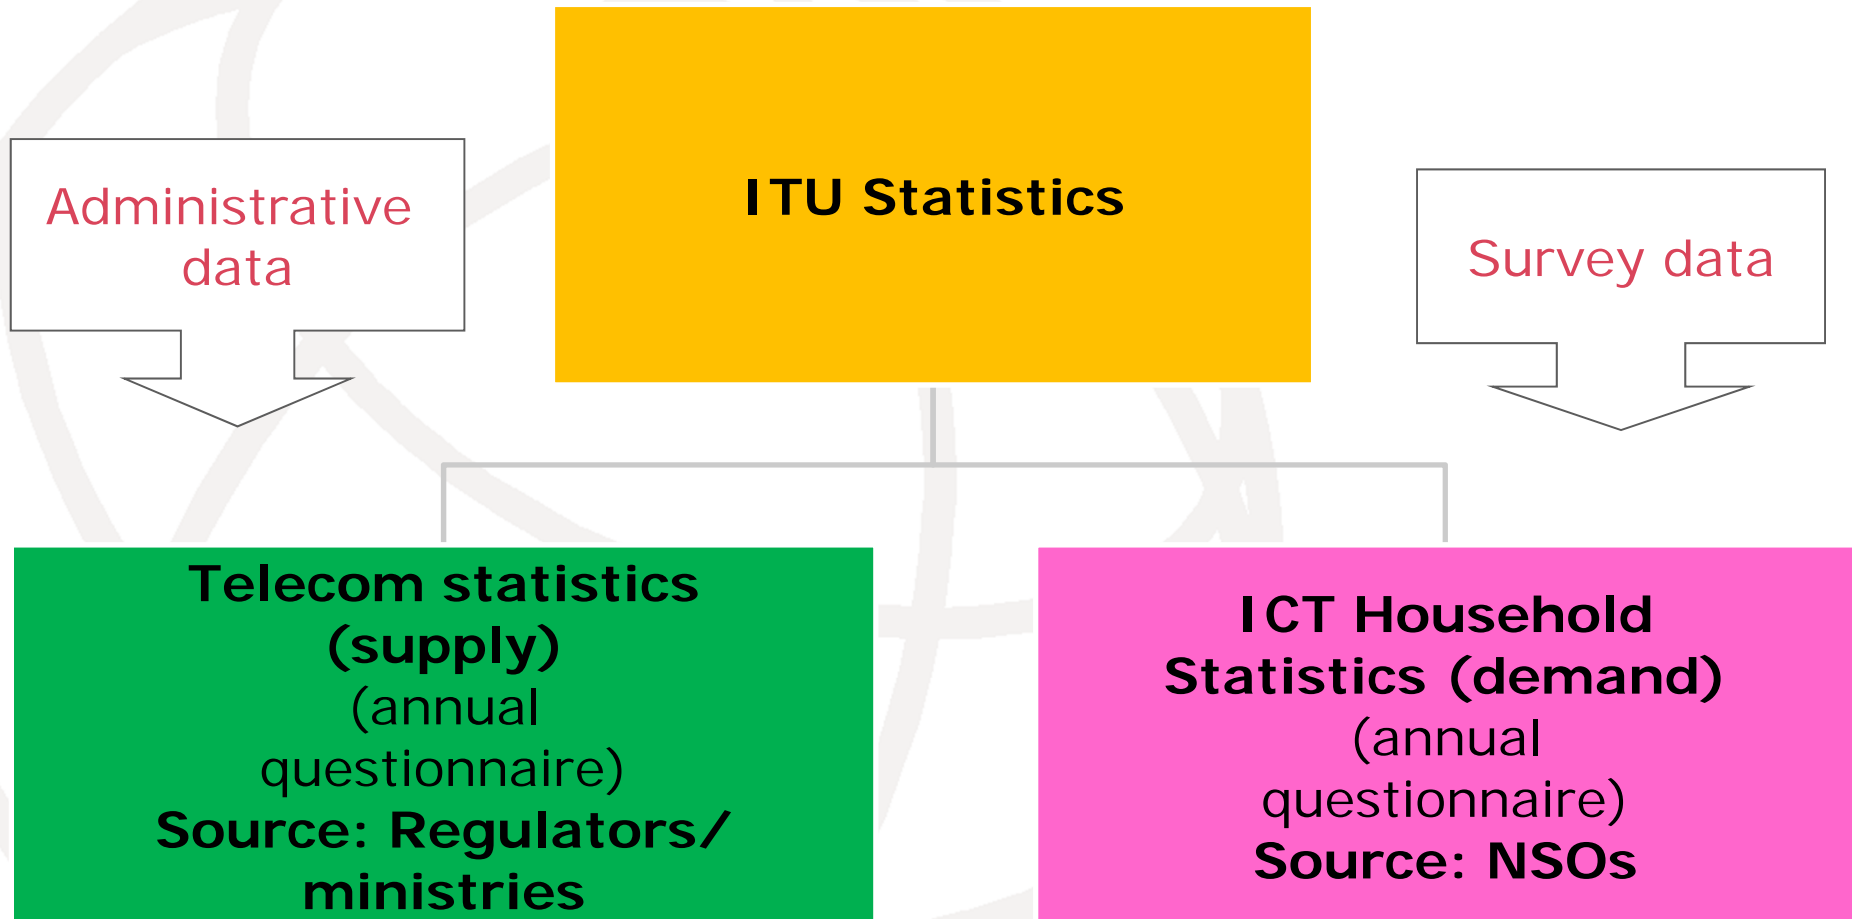 ITU Statistics
Administrative
data
Survey data
Telecom statistics
(supply)
(annual
questionnaire)
Source: Regulators/
ministries
ICT Household
Statistics (demand)
(annual
questionnaire)
Source: NSOs